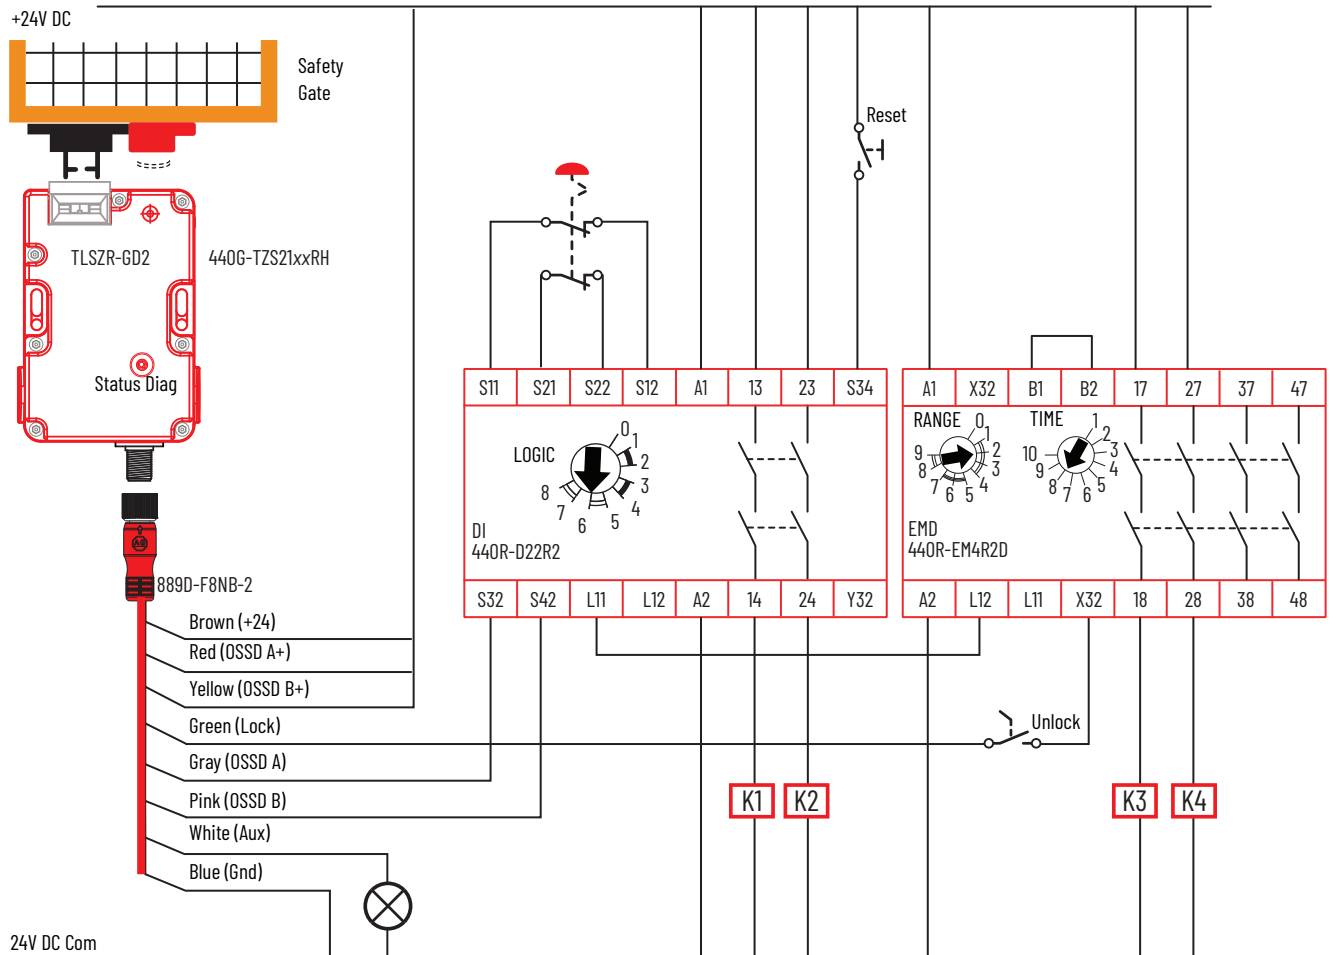 +24V DC
Safety
Gate
Reset
TLSZR-GD2
440G-TZS21xxRH
Status Diag
S11 S21 S22 S12 A1 13 23 S34
A1 X32 B1 B2 17 27 37 47
LOGIC
0
1
2
3
4
5
6
7
8
DI
440R-D22R2
RANGE
0
1
2
3
4
5
6
7
8
9
TIME
1
2
3
4
5
6
7
8
9
10
EMD
440R-EM4R2D
S32 S42 L11 L12 A2 14 24 Y32
A2 L12 L11 X32 18 28 38 48
889D-F8NB-2
Brown (+24)
Red (OSSD A+)
Yellow (OSSD B+)
Green (Lock)
Unlock
Gray (OSSD A)
Pink (OSSD B)
K1 K2 K3 K4
White (Aux)
Blue (Gnd)
24V DC Com